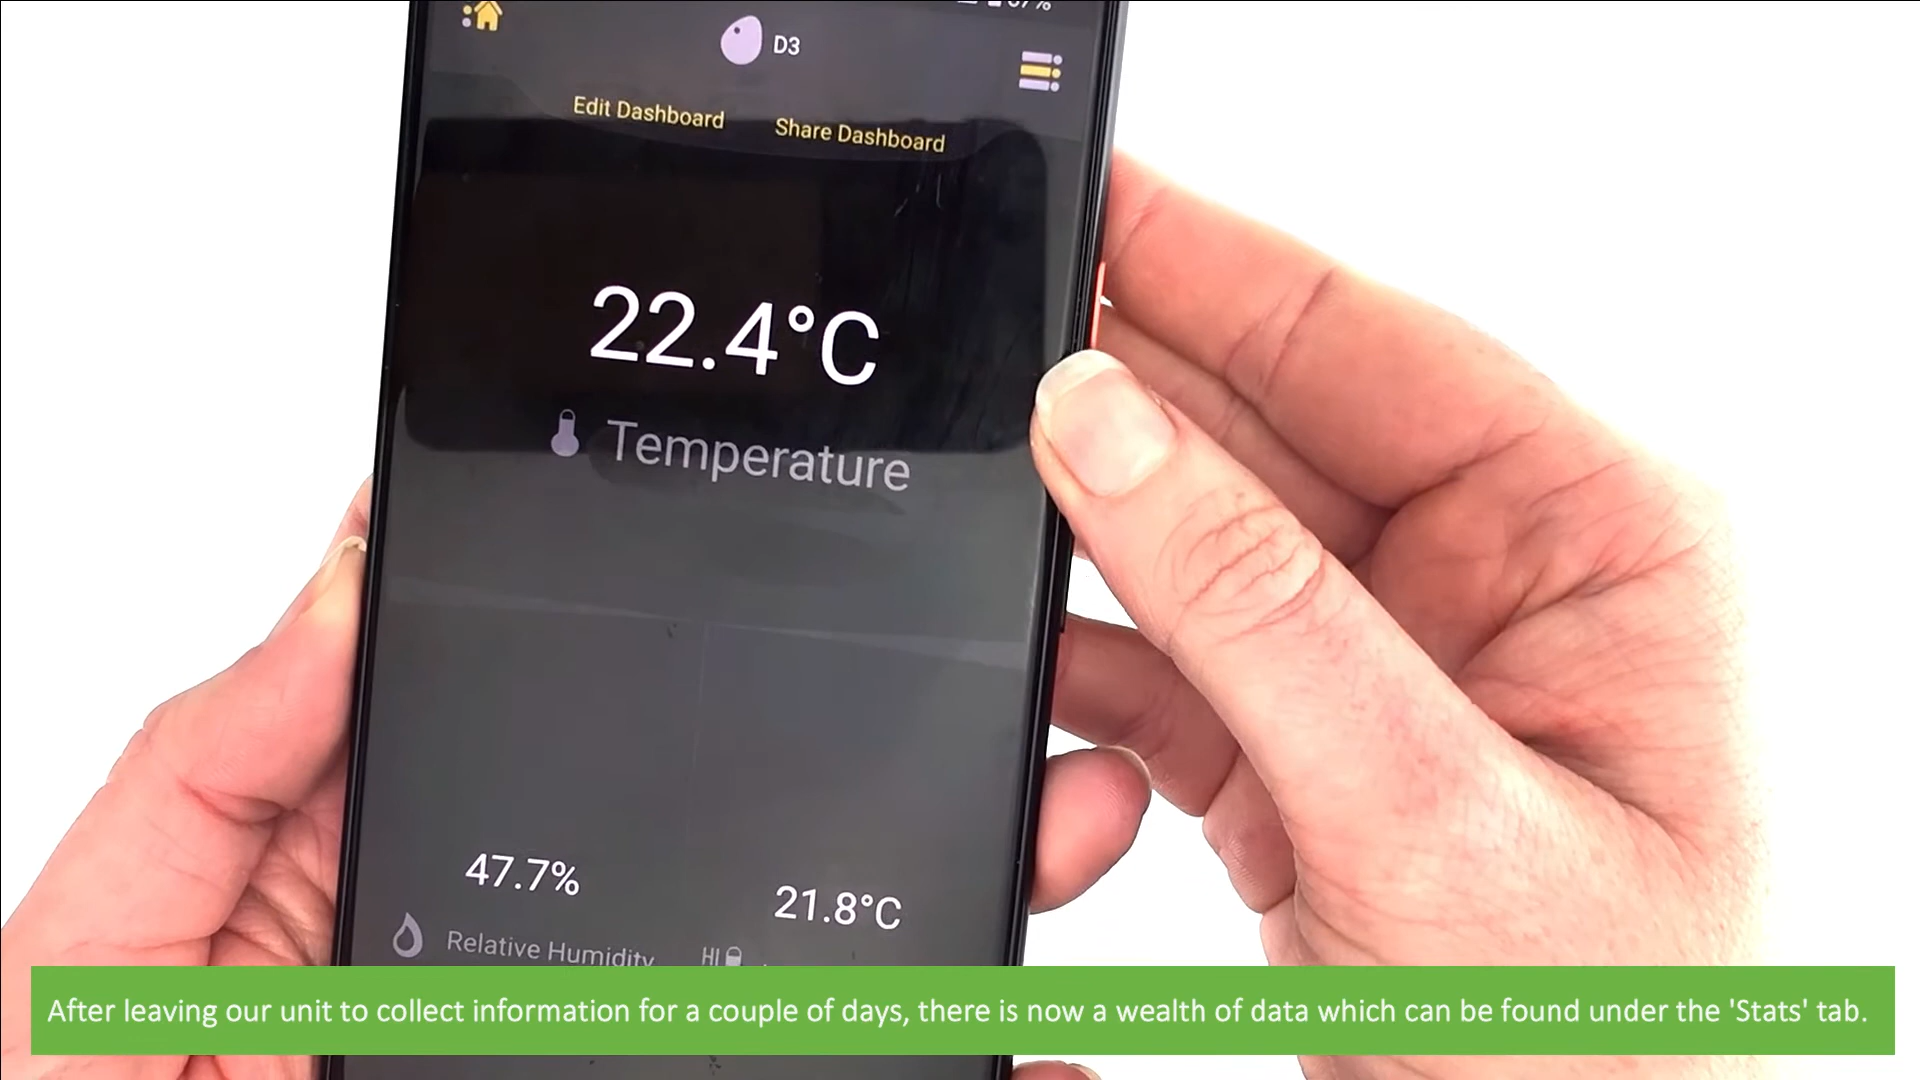 D3
Edit Dashboard
Share Dashboard
22.4°C
Temperature
47.7%
21.8°C
Relative Humidity
HI
After leaving our unit to collect information for a couple of days, there is now a wealth of data which can be found under the 'Stats' tab.